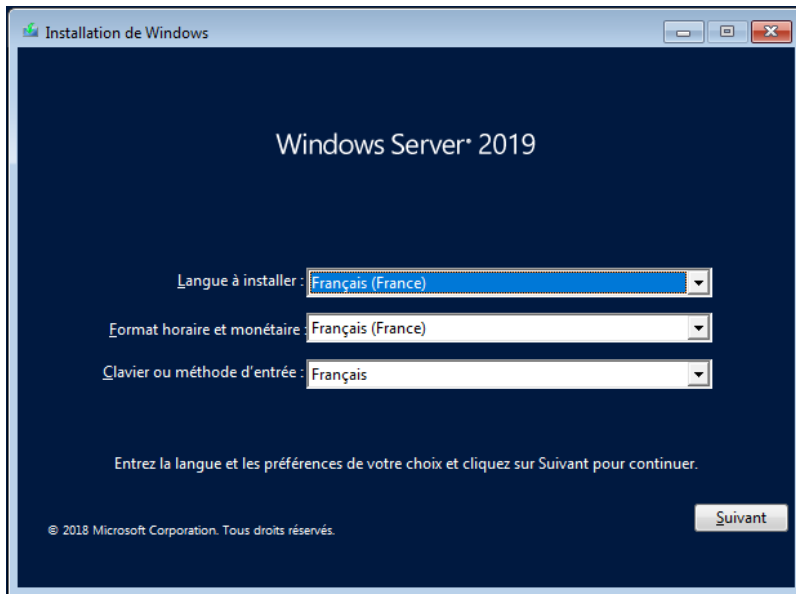 Installation de Windows
Windows Server® 2019
Langue à installer : Français (France)
Format horaire et monétaire : Français (France)
Clavier ou méthode d'entrée : Français
Entrez la langue et les préférences de votre choix et cliquez sur Suivant pour continuer.
Suivant
© 2018 Microsoft Corporation. Tous droits réservés.